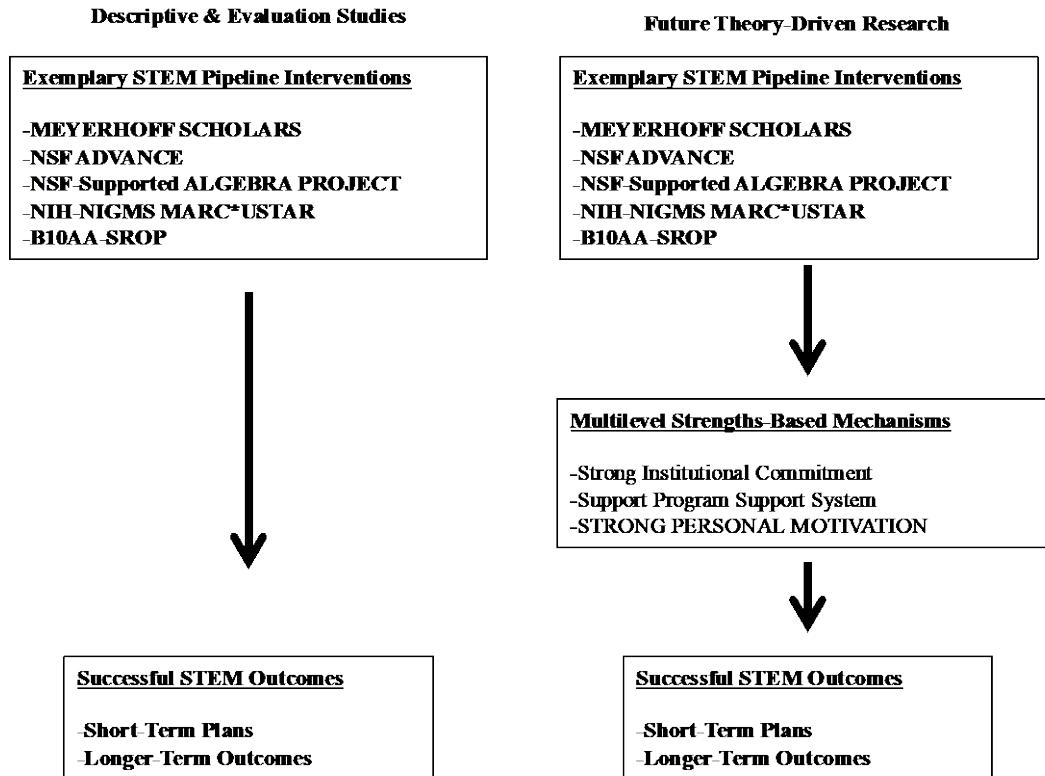 Descriptive & Evaluation Studies
Exemplary STEM Pipeline Interventions
-MEYERHOFF SCHOLARS
-NSF ADVANCE
-NSF-Supported ALGEBRA PROJECT
-NIH-NIGMS MARC*USTAR
-B10AA-SROP
Successful STEM Outcomes
-Short-Term Plans
-Longer-Term Outcomes
Future Theory-Driven Research
Exemplary STEM Pipeline Interventions
-MEYERHOFF SCHOLARS
-NSF ADVANCE
-NSF-Supported ALGEBRA PROJECT
-NIH-NIGMS MARC*USTAR
-B10AA-SROP
Multilevel Strengths-Based Mechanisms
-Strong Institutional Commitment
-Support Program Support System
-STRONG PERSONAL MOTIVATION
Successful STEM Outcomes
-Short-Term Plans
-Longer-Term Outcomes